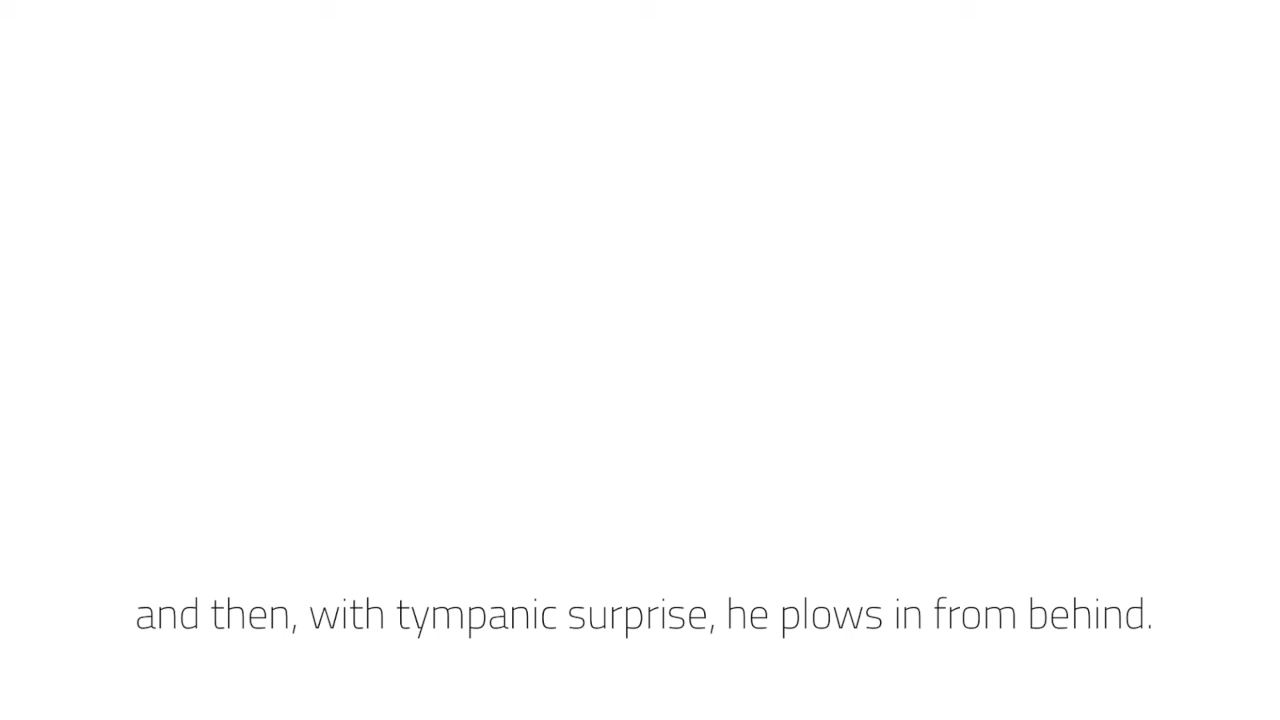 and then, with tympanic surprise, he plows in from behind.